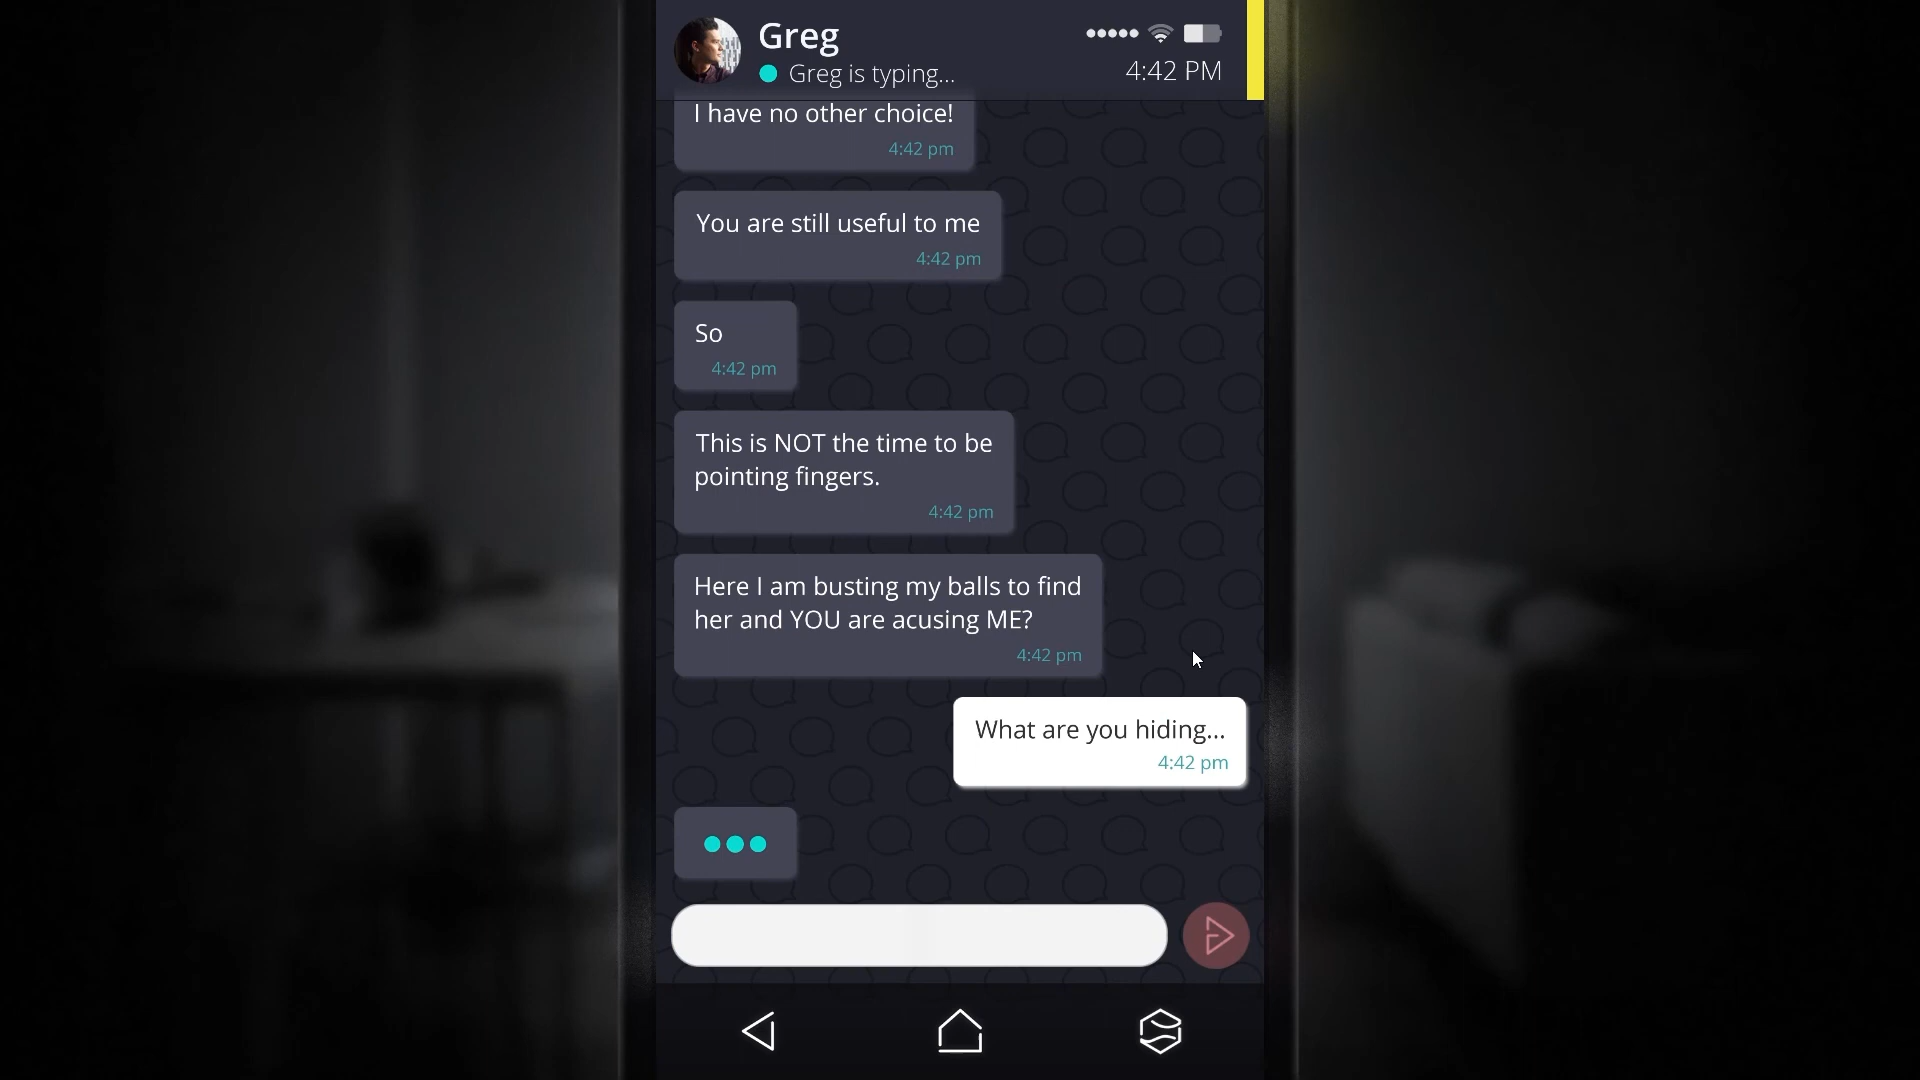 Greg
Greg is typing...
4:42 PM
I have no other choice!
4:42 pm
You are still useful to me
4:42 pm
So
4:42 pm
This is NOT the time to be
pointing fingers.
4:42 pm
Here I am busting my balls to find
her and YOU are acusing ME?
4:42 pm
What are you hiding...
4:42 pm